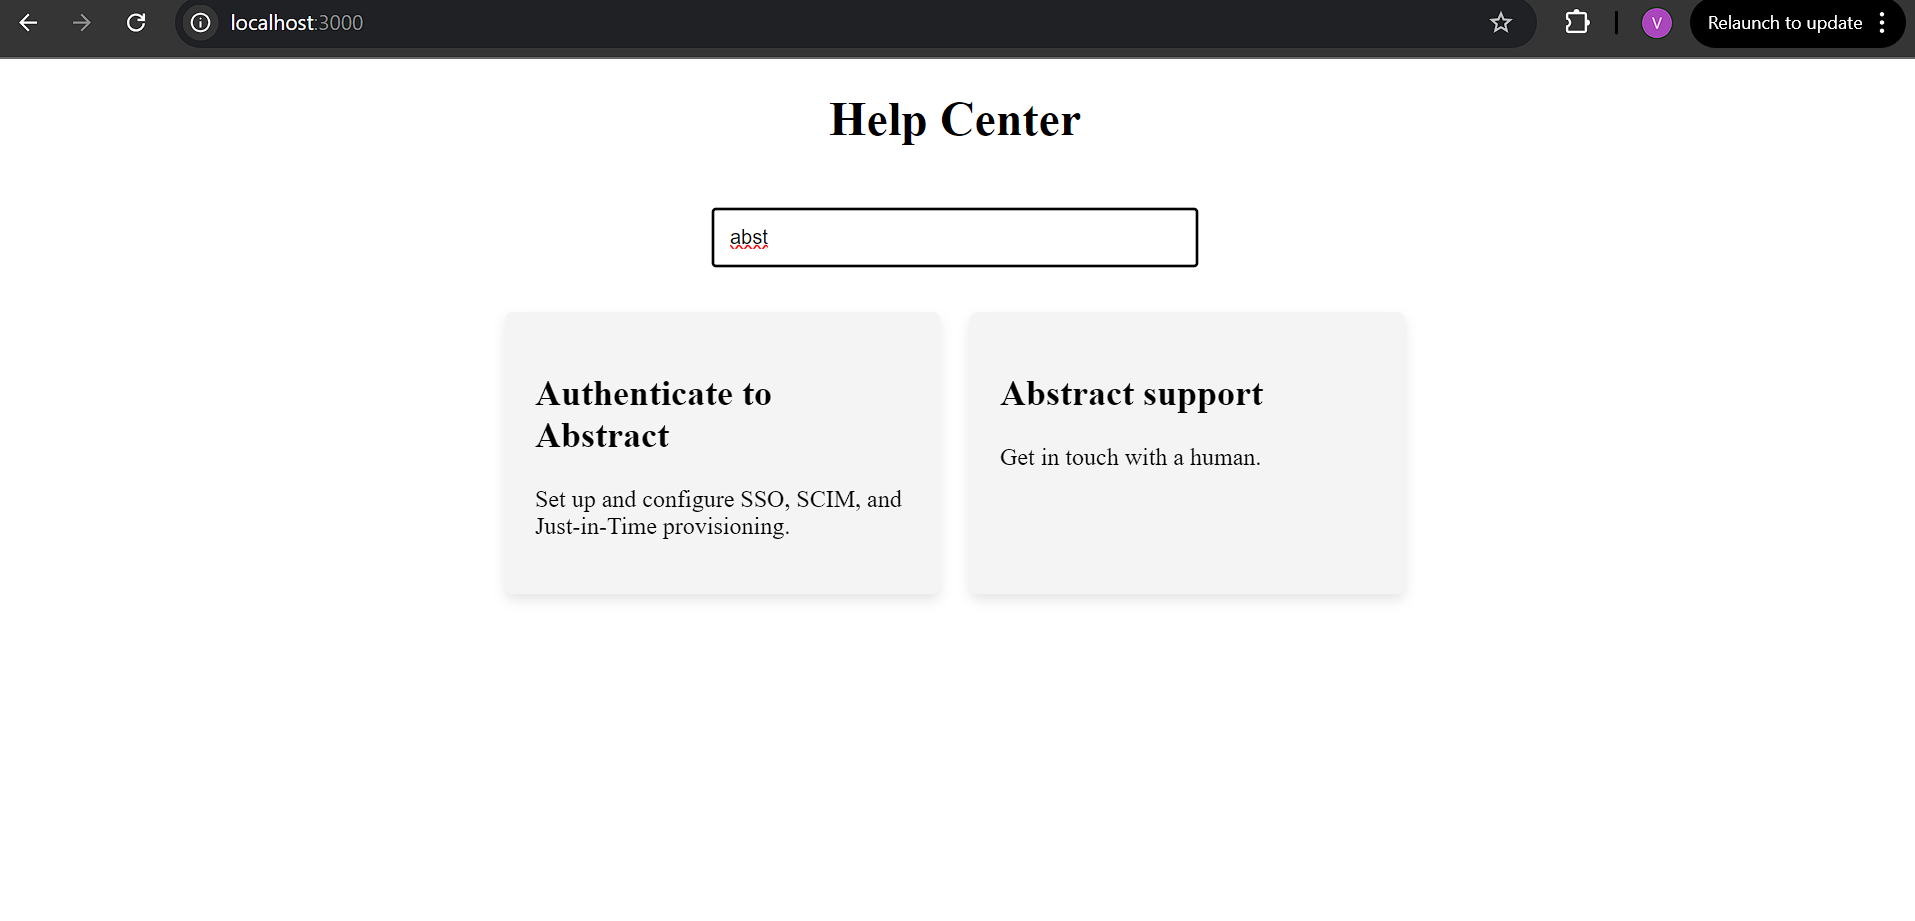 localhost:3000
V
Relaunch to update
Help Center
abst
Authenticate to
Abstract
Set up and configure SSO, SCIM, and
Just-in-Time provisioning.
Abstract support
Get in touch with a human.